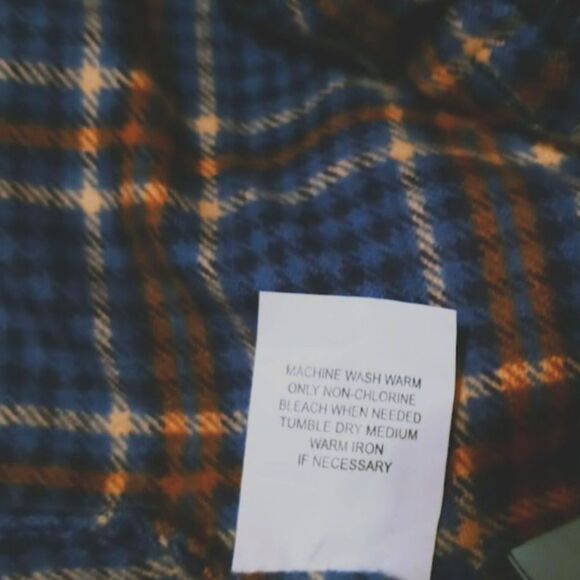 MACHINE WASH WARM
ONLY NON-CHLORINE
BLEACH WHEN NEEDED
TUMBLE DRY MEDIUM
WARM IRON
IF NECESSARY